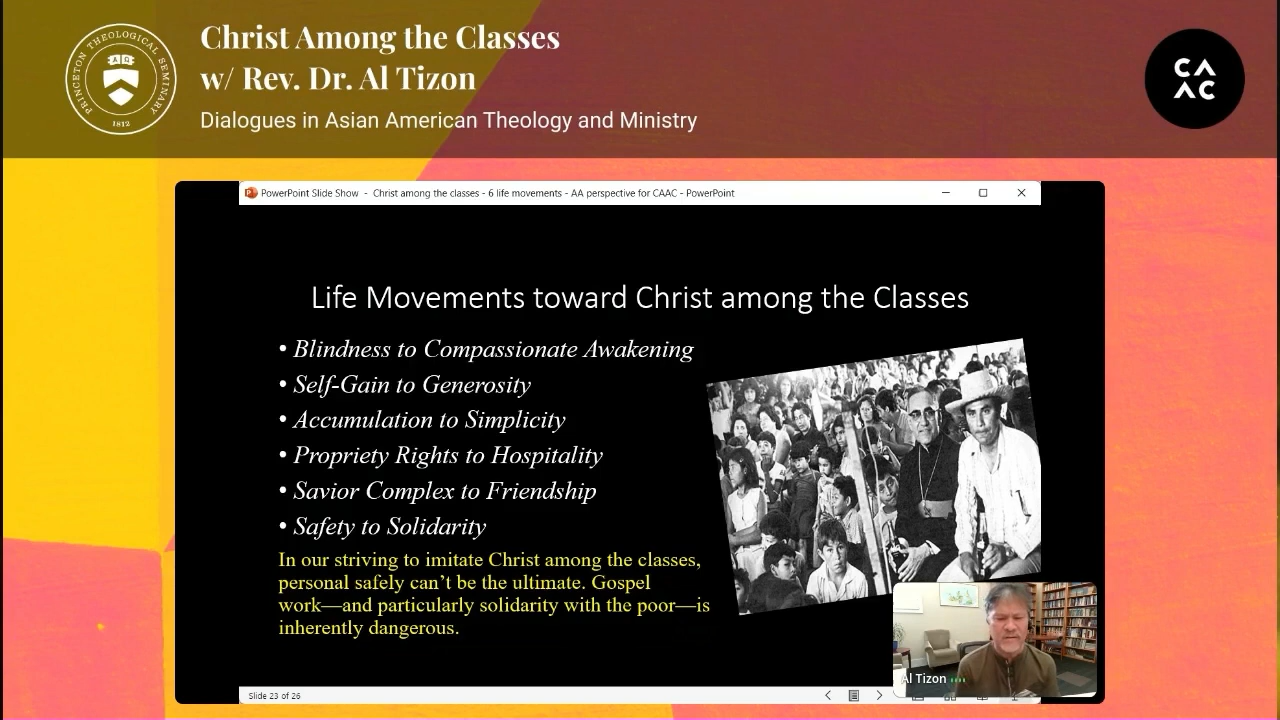 PRINCETON THEOLOGICAL SEMINARY
1812
Christ Among the Classes
w/ Rev. Dr. Al Tizon
Dialogues in Asian American Theology and Ministry
CA
AC
PowerPoint Slide Show - Christ among the classes - 6 life movements - AA perspective for CAAC - PowerPoint
Life Movements toward Christ among the Classes
• Blindness to Compassionate Awakening
• Self-Gain to Generosity
• Accumulation to Simplicity
• Propriety Rights to Hospitality
• Savior Complex to Friendship
• Safety to Solidarity
In our striving to imitate Christ among the classes,
personal safely can’t be the ultimate. Gospel
work—and particularly solidarity with the poor—is
inherently dangerous.
Al Tizon
Slide 23 of 26